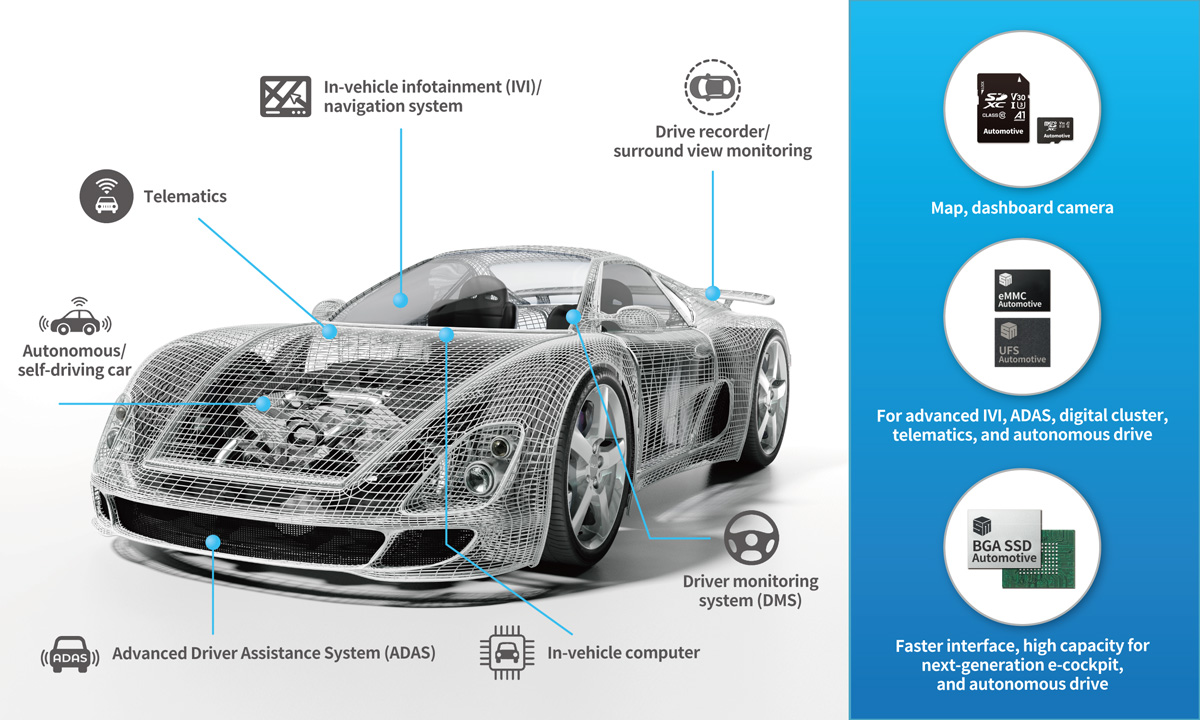 In-vehicle infotainment (IVI)/
navigation system
Drive recorder/
surround view monitoring
Telematics
Autonomous/
self-driving car
Driver monitoring
system (DMS)
ADAS
Advanced Driver Assistance System (ADAS)
In-vehicle computer
SD
XC
V30
I U3
CLASS 10
A1
Automotive
micro
SD
XC
Automotive
Map, dashboard camera
eMMC
Automotive
UFS
Automotive
For advanced IVI, ADAS, digital cluster,
telematics, and autonomous drive
BGA SSD
Automotive
Faster interface, high capacity for
next-generation e-cockpit,
and autonomous drive